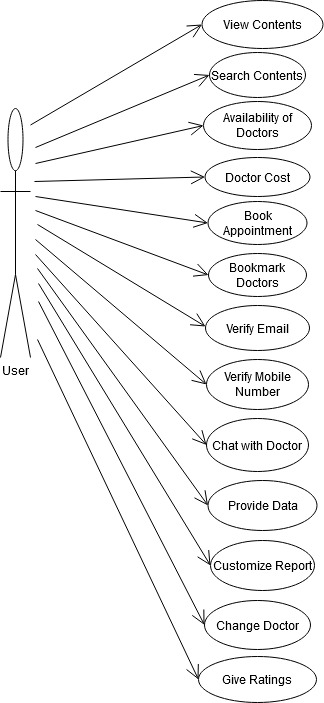 View Contents
Search Contents
Availability of
Doctors
Doctor Cost
Book
Appointment
Bookmark
Doctors
Verify Email
User
Verify Mobile
Number
Chat with Doctor
Provide Data
Customize Report
Change Doctor
Give Ratings